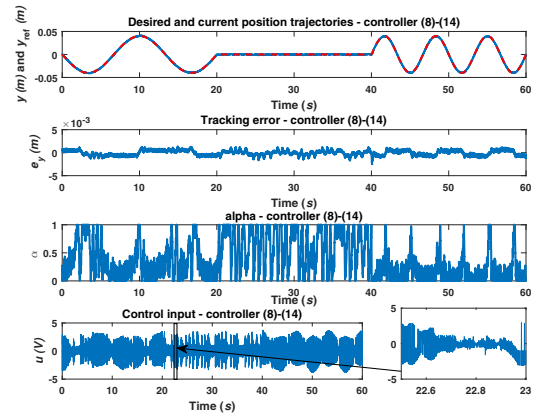 Desired and current position trajectories - controller (8)-(14)
y (m) and y_ref (m)
0.05
0
-0.05
0 10 20 30 40 50 60
Time (s)
×10^-3
Tracking error - controller (8)-(14)
e_y (m)
5
0
-5
0 10 20 30 40 50 60
Time (s)
alpha - controller (8)-(14)
α
1
0.5
0
0 10 20 30 40 50 60
Time (s)
Control input - controller (8)-(14)
u (V)
5
0
-5
0 10 20 30 40 50 60
Time (s)
5
0
-5
22.6 22.8 23